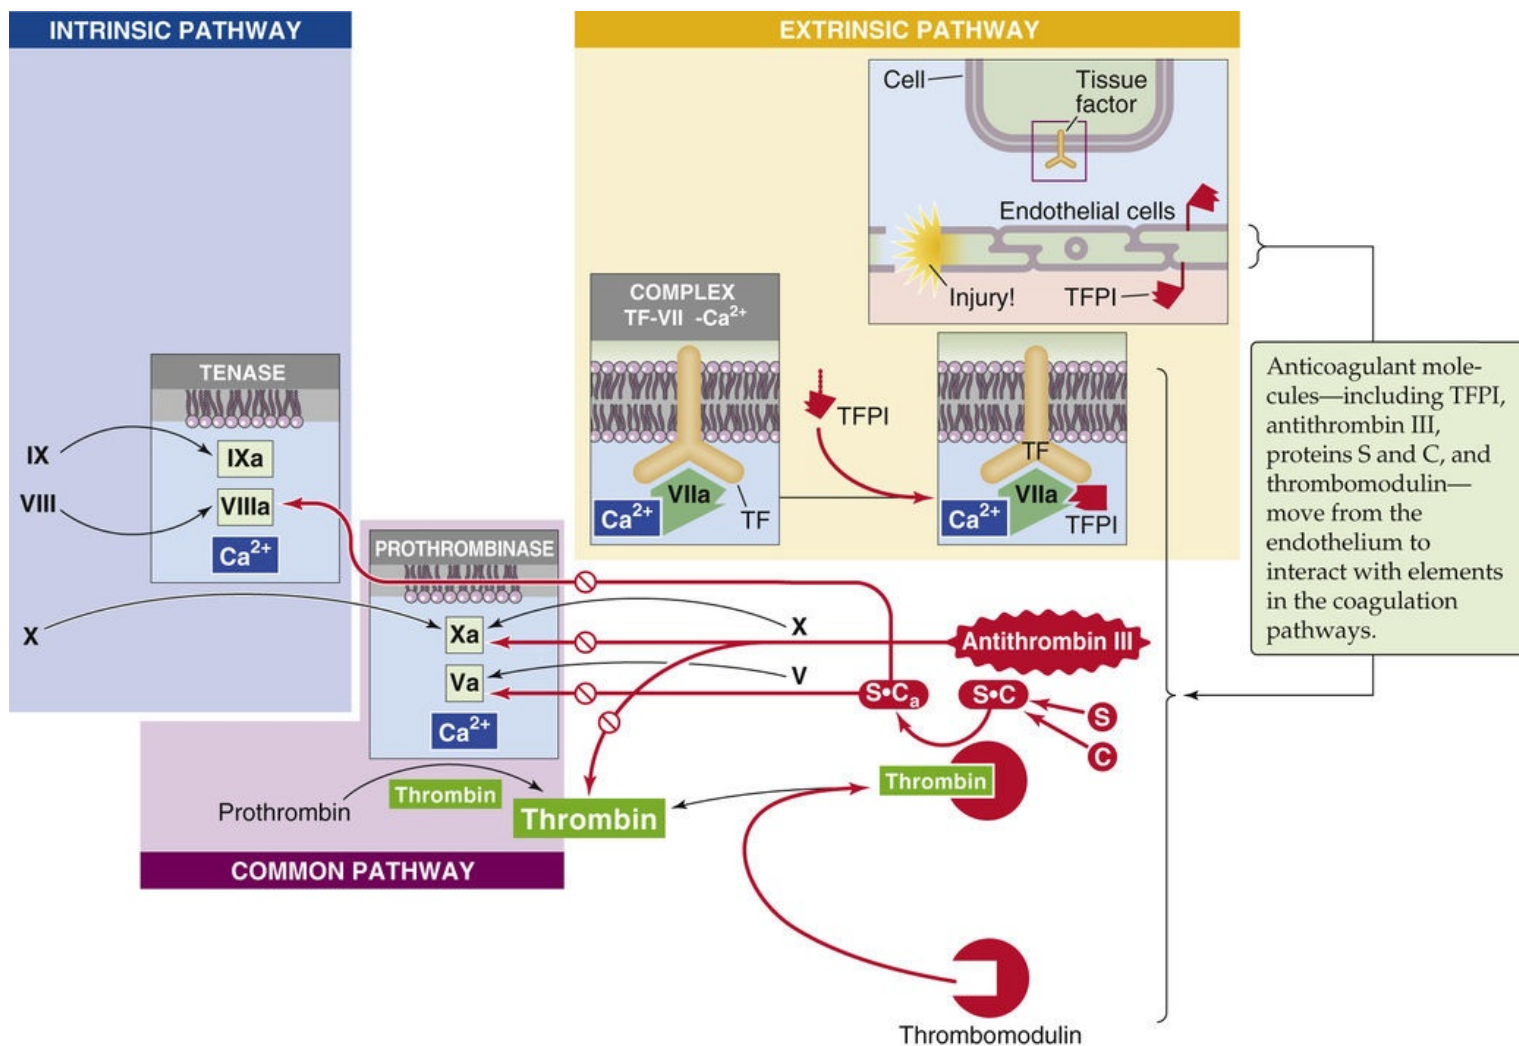 INTRINSIC PATHWAY
EXTRINSIC PATHWAY
Cell
Tissue
factor
Endothelial cells
Injury!
TFPI
COMPLEX
TF-VII -Ca²⁺
VIIa
Ca²⁺
TF
TFPI
TF
VIIa
Ca²⁺
TFPI
Anticoagulant mole-
cules—including TFPI,
antithrombin III,
proteins S and C, and
thrombomodulin—
move from the
endothelium to
interact with elements
in the coagulation
pathways.
TENASE
IX
IXa
VIII
VIIIa
Ca²⁺
X
PROTHROMBINASE
Xa
X
Va
V
Ca²⁺
Antithrombin III
S•Cₐ
S•C
S
C
Prothrombin
Thrombin
Thrombin
Thrombin
COMMON PATHWAY
Thrombomodulin